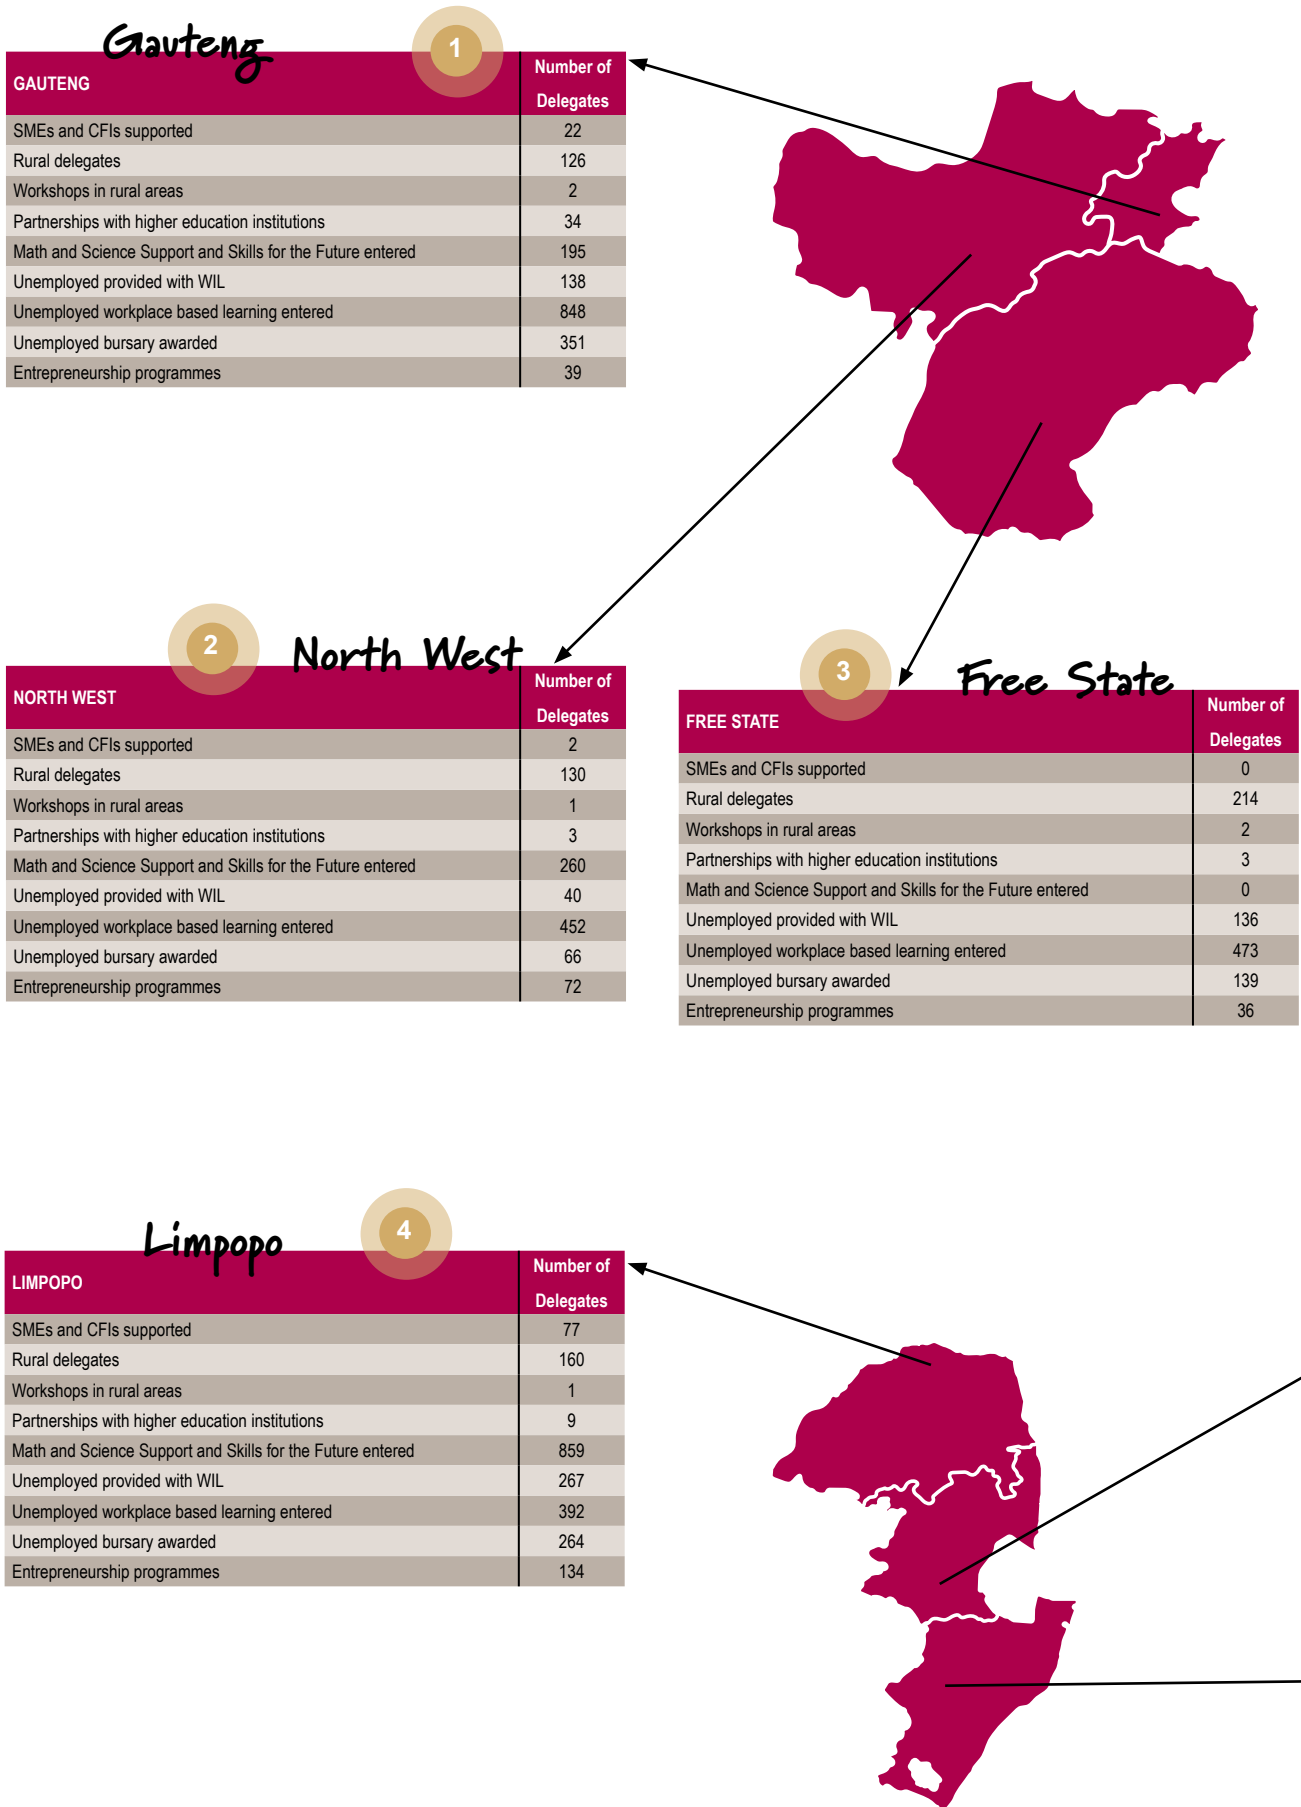 Gauteng
1
GAUTENG Number of
Delegates
SMEs and CFIs supported 22
Rural delegates 126
Workshops in rural areas 2
Partnerships with higher education institutions 34
Math and Science Support and Skills for the Future entered 195
Unemployed provided with WIL 138
Unemployed workplace based learning entered 848
Unemployed bursary awarded 351
Entrepreneurship programmes 39
2
North West
NORTH WEST Number of
Delegates
SMEs and CFIs supported 2
Rural delegates 130
Workshops in rural areas 1
Partnerships with higher education institutions 3
Math and Science Support and Skills for the Future entered 260
Unemployed provided with WIL 40
Unemployed workplace based learning entered 452
Unemployed bursary awarded 66
Entrepreneurship programmes 72
3
Free State
FREE STATE Number of
Delegates
SMEs and CFIs supported 0
Rural delegates 214
Workshops in rural areas 2
Partnerships with higher education institutions 3
Math and Science Support and Skills for the Future entered 0
Unemployed provided with WIL 136
Unemployed workplace based learning entered 473
Unemployed bursary awarded 139
Entrepreneurship programmes 36
Limpopo
4
LIMPOPO Number of
Delegates
SMEs and CFIs supported 77
Rural delegates 160
Workshops in rural areas 1
Partnerships with higher education institutions 9
Math and Science Support and Skills for the Future entered 859
Unemployed provided with WIL 267
Unemployed workplace based learning entered 392
Unemployed bursary awarded 264
Entrepreneurship programmes 134